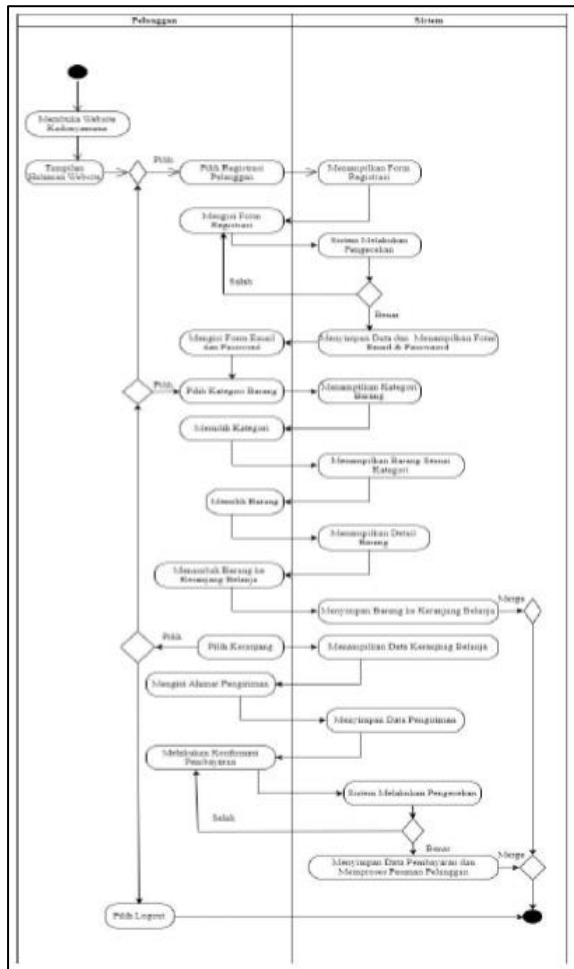 Pelanggan
Sistem
Membuka Website
Tampilan
Halaman Website
Pilih
Pilih Registrasi
Pelanggan
Menampilkan Form
Registrasi
Mengisi Form
Registrasi
Sistem Melakukan
Pengecekan
Salah
Benar
Mengisi Form Email
dan Password
Menyimpan Data dan Menampilkan Form
Email & Password
Pilih
Pilih Kategori Barang
Menampilkan Kategori
Barang
Memilih Kategori
Menampilkan Barang Sesuai
Kategori
Memilih Barang
Menampilkan Detail
Barang
Menambah Barang ke
Keranjang Belanja
Menyimpan Barang ke Keranjang Belanja
Merge
Pilih
Pilih Keranjang
Menampilkan Data Keranjang Belanja
Mengisi Alamat Pengiriman
Menyimpan Data Pengiriman
Melakukan Konfirmasi
Pembayaran
Sistem Melakukan Pengecekan
Salah
Benar
Menyimpan Data Pembayaran dan
Memproses Pesanan Pelanggan
Merge
Pilih Logout